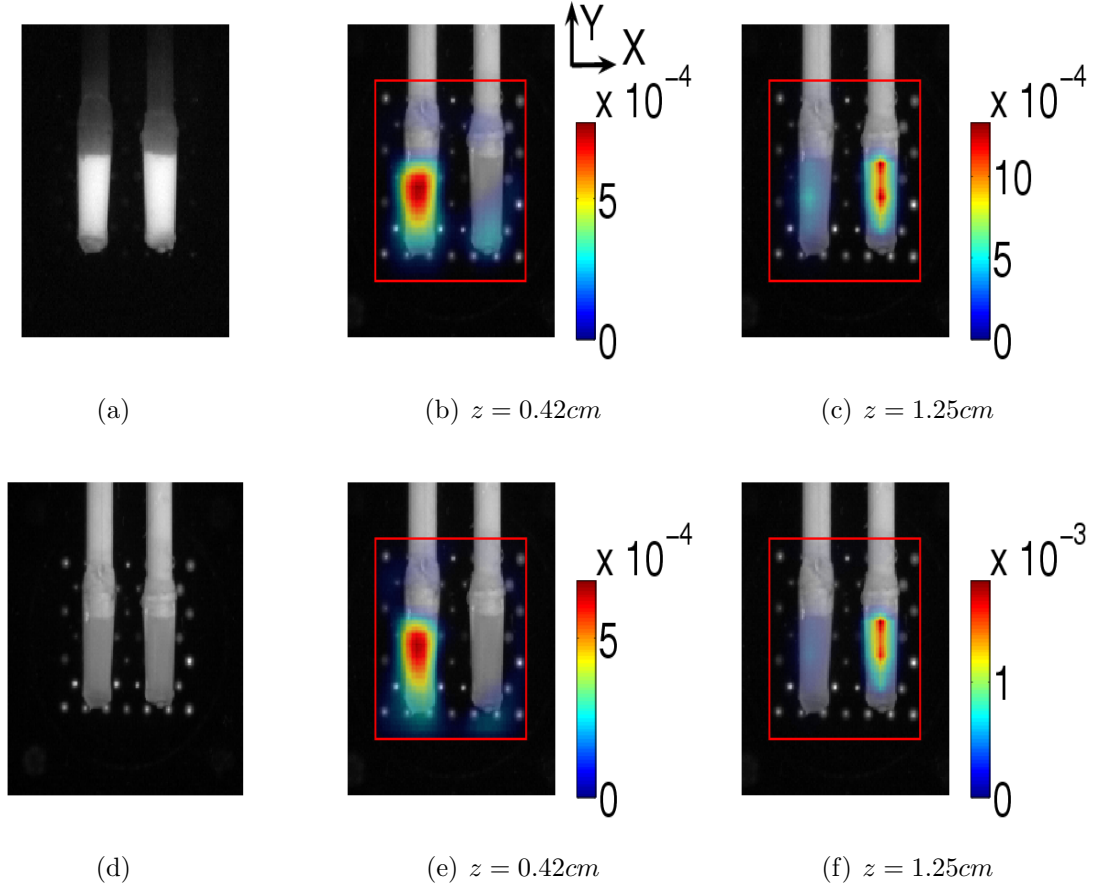 Y
X
x 10^-4
5
0
x 10^-4
10
5
0
(a)
(b) z = 0.42cm
(c) z = 1.25cm
x 10^-4
5
0
x 10^-3
1
0
(d)
(e) z = 0.42cm
(f) z = 1.25cm